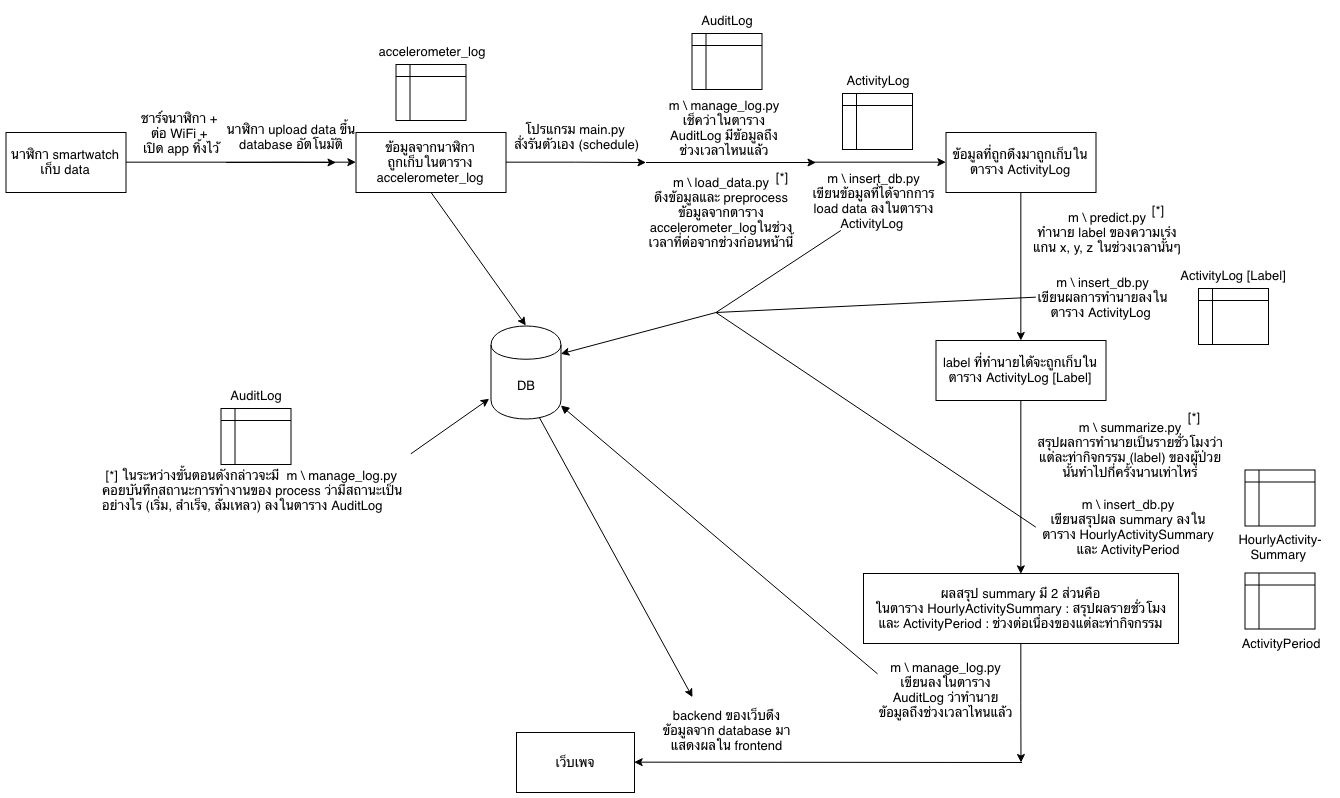 AuditLog
accelerometer_log
ActivityLog
ชาร์จนาฬิกา +
ต่อ WiFi +
เปิด app ทิ้งไว้
นาฬิกา upload data ขึ้น
database อัตโนมัติ
นาฬิกา smartwatch
เก็บ data
ข้อมูลจากนาฬิกา
ถูกเก็บในตาราง
accelerometer_log
โปรแกรม main.py
สั่งรันตัวเอง (schedule)
m \ manage_log.py
เช็คว่าในตาราง
AuditLog มีข้อมูลถึง
ช่วงเวลาไหนแล้ว
m \ load_data.py [*]
ดึงข้อมูลและ preprocess
ข้อมูลจากตาราง
accelerometer_log ในช่วง
เวลาที่ต่อจากช่วงก่อนหน้านี้
m \ insert_db.py
เขียนข้อมูลที่ได้จากการ
load data ลงในตาราง
ActivityLog
ข้อมูลที่ถูกดึงมาถูกเก็บใน
ตาราง ActivityLog
m \ predict.py [*]
ทำนาย label ของความเร่ง
แกน x, y, z ในช่วงเวลานั้นๆ
m \ insert_db.py
เขียนผลการทำนายลงใน
ตาราง ActivityLog
ActivityLog [Label]
label ที่ทำนายได้จะถูกเก็บใน
ตาราง ActivityLog [Label]
DB
AuditLog
[*] ในระหว่างขั้นตอนดังกล่าวจะมี m \ manage_log.py
คอยบันทึกสถานะการทำงานของ process ว่ามีสถานะเป็น
อย่างไร (เริ่ม, สำเร็จ, ล้มเหลว) ลงในตาราง AuditLog
m \ summarize.py [*]
สรุปผลการทำนายเป็นรายชั่วโมงว่า
แต่ละท่ากิจกรรม (label) ของผู้ป่วย
นั้นทำไปกี่ครั้งนานเท่าไหร่
m \ insert_db.py
เขียนสรุปผล summary ลงใน
ตาราง HourlyActivitySummary
และ ActivityPeriod
HourlyActivity-
Summary
ผลสรุป summary มี 2 ส่วนคือ
ในตาราง HourlyActivitySummary : สรุปผลรายชั่วโมง
และ ActivityPeriod : ช่วงต่อเนื่องของแต่ละท่ากิจกรรม
ActivityPeriod
m \ manage_log.py
เขียนลงในตาราง
AuditLog ว่าทำนาย
ข้อมูลถึงช่วงเวลาไหนแล้ว
backend ของเว็บดึง
ข้อมูลจาก database มา
แสดงผลใน frontend
เว็บเพจ